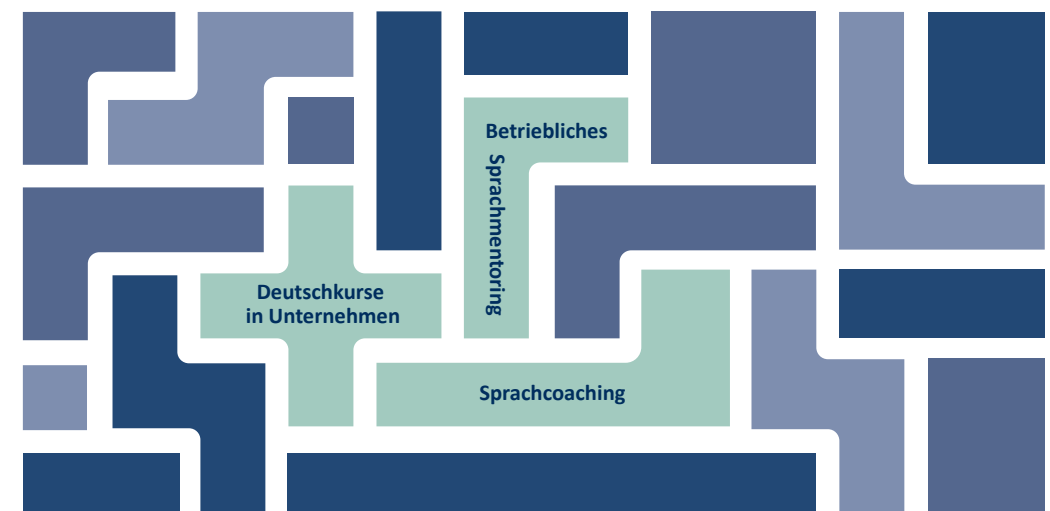 Betriebliches
Sprachmentoring
Deutschkurse
in Unternehmen
Sprachcoaching